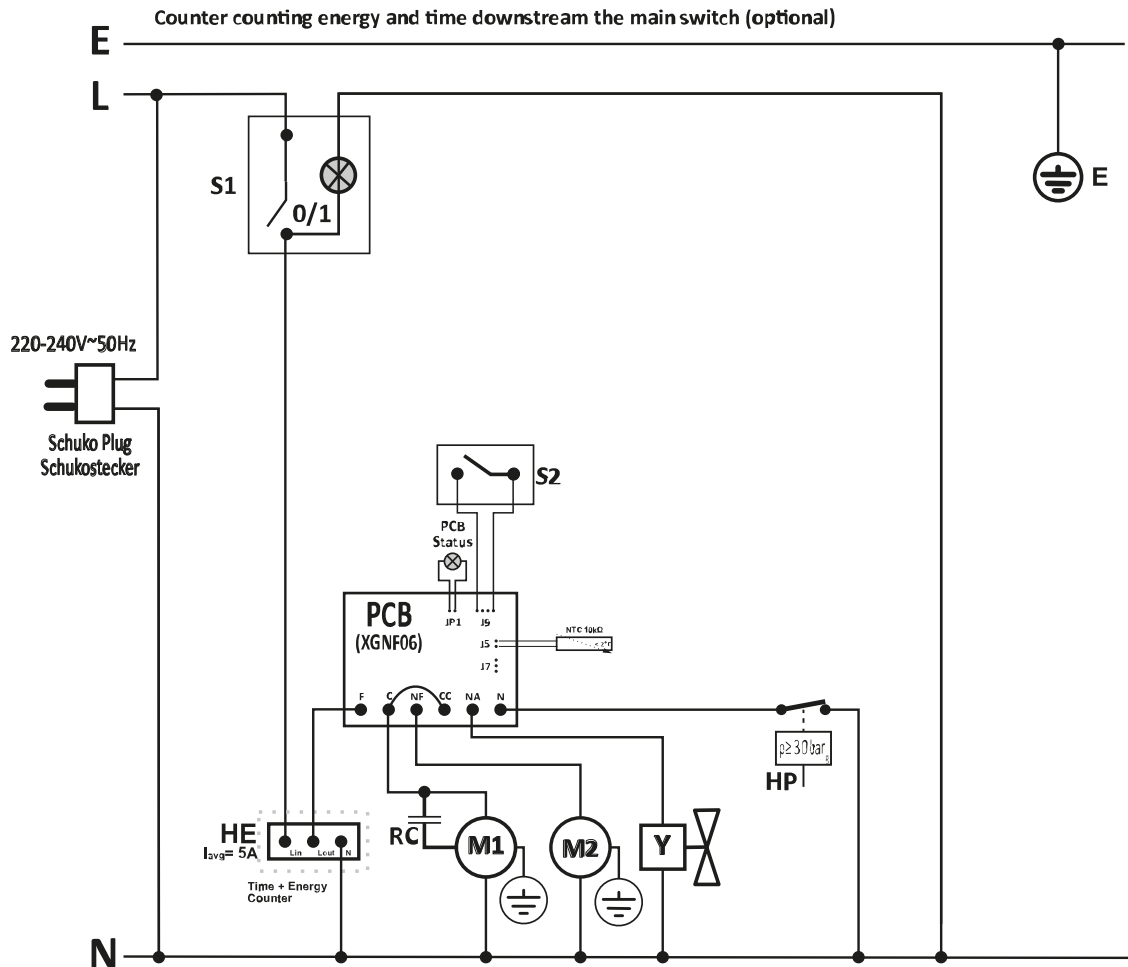 Counter counting energy and time downstream the main switch (optional)
E
L
E
S1
0/1
220-240V~50Hz
Schuko Plug
Schukostecker
S2
PCB
Status
PCB
(XGNF06)
JP1
J9
NTC 10kΩ
J5
J7
F
C
NF
CC
NA
N
p≥30bar
HP
HE
Iavg= 5A
Lin
Lout
N
RC
M1
M2
Y
Time + Energy
Counter
N